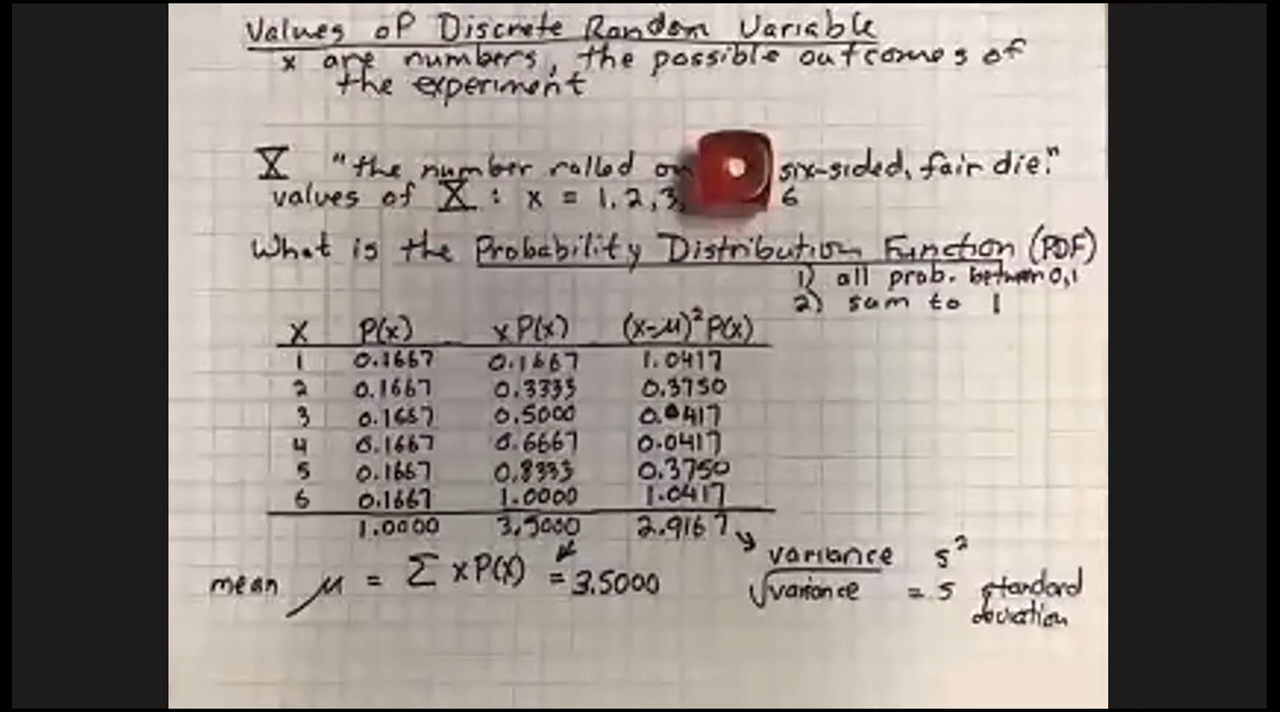 Values of Discrete Random Variable
x are numbers, the possible outcomes of
the experiment
X "the number rolled on six-sided, fair die."
values of X : x = 1, 2, 3, 6
What is the Probability Distribution Function (PDF)
1) all prob. between 0,1
2) sum to 1
X P(x) x P(x) (x-μ)² P(x)
1 0.1667 0.1667 1.0417
2 0.1667 0.3333 0.3750
3 0.1667 0.5000 0.0417
4 0.1667 0.6667 0.0417
5 0.1667 0.8333 0.3750
6 0.1667 1.0000 1.0417
1.0000 3.5000 2.9167
variance s²
mean μ = Σ x P(x) = 3.5000
√variance = s standard
deviation